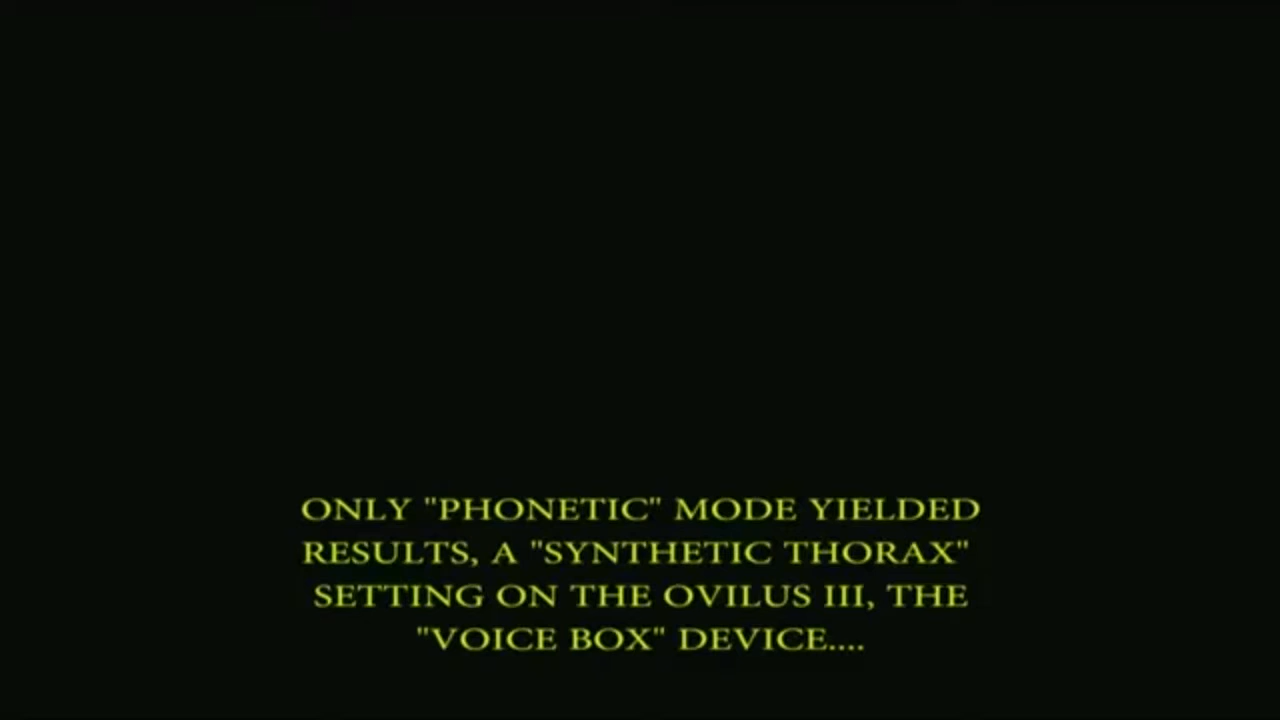 ONLY "PHONETIC" MODE YIELDED
RESULTS, A "SYNTHETIC THORAX"
SETTING ON THE OVILUS III, THE
"VOICE BOX" DEVICE....